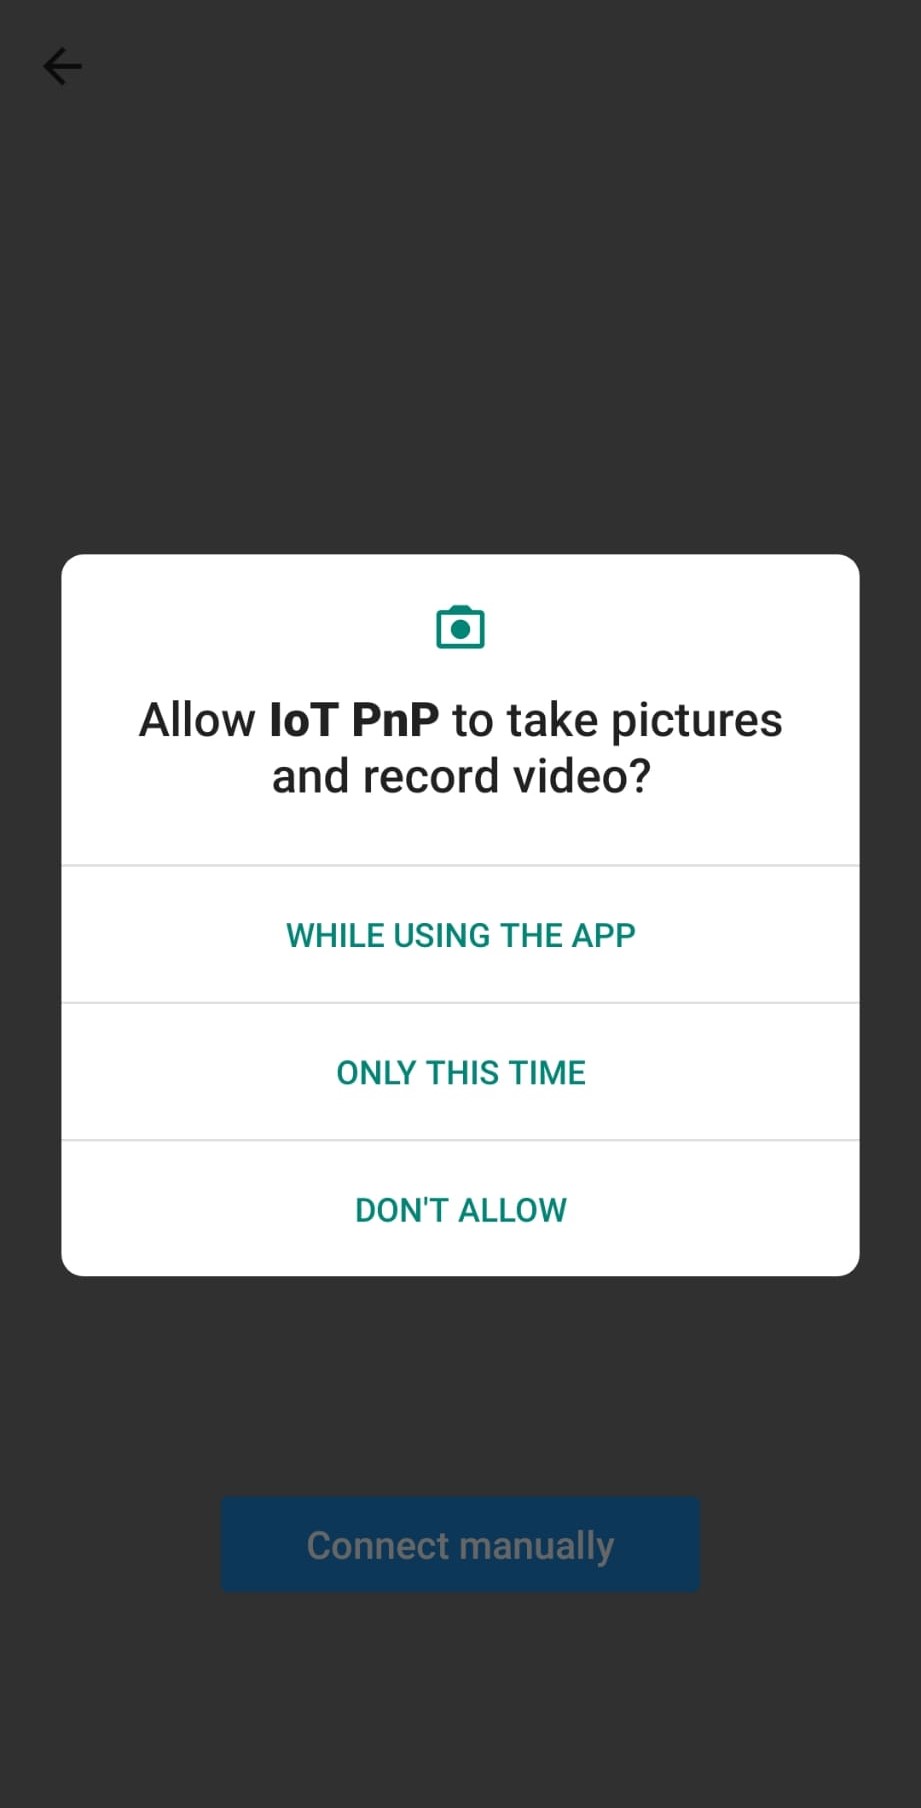 Allow IoT PnP to take pictures
and record video?
WHILE USING THE APP
ONLY THIS TIME
DON'T ALLOW
Connect manually